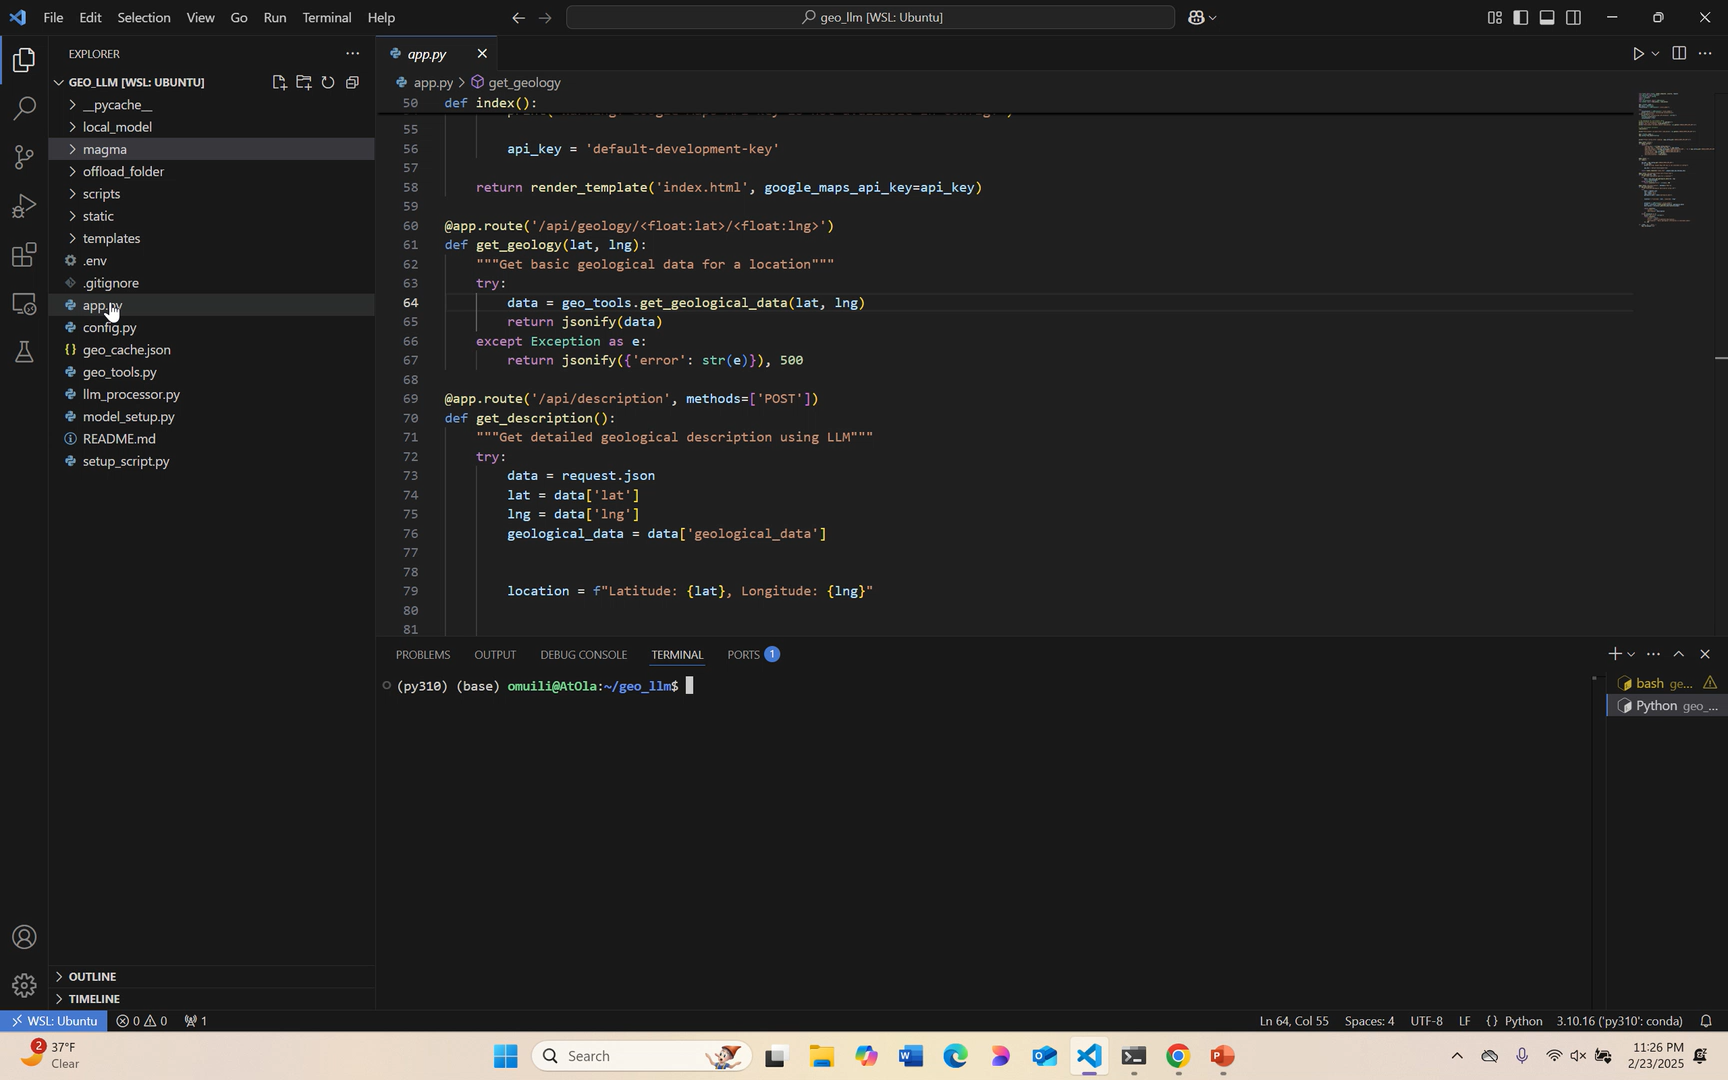 File Edit Selection View Go Run Terminal Help
geo_llm [WSL: Ubuntu]
EXPLORER
GEO_LLM [WSL: UBUNTU]
__pycache__
local_model
magma
offload_folder
scripts
static
templates
.env
.gitignore
app.py
config.py
geo_cache.json
geo_tools.py
llm_processor.py
model_setup.py
README.md
setup_script.py
OUTLINE
TIMELINE
app.py
app.py > get_geology
50 def index():
55
56 api_key = 'default-development-key'
57
58 return render_template('index.html', google_maps_api_key=api_key)
59
60 @app.route('/api/geology/<float:lat>/<float:lng>')
61 def get_geology(lat, lng):
62 """Get basic geological data for a location"""
63 try:
64 data = geo_tools.get_geological_data(lat, lng)
65 return jsonify(data)
66 except Exception as e:
67 return jsonify({'error': str(e)}), 500
68
69 @app.route('/api/description', methods=['POST'])
70 def get_description():
71 """Get detailed geological description using LLM"""
72 try:
73 data = request.json
74 lat = data['lat']
75 lng = data['lng']
76 geological_data = data['geological_data']
77
78
79 location = f"Latitude: {lat}, Longitude: {lng}"
80
81
PROBLEMS OUTPUT DEBUG CONSOLE TERMINAL PORTS 1
(py310) (base) omuili@AtOla:~/geo_llm$
bash ge...
Python geo_...
WSL: Ubuntu 0 0 1
Ln 64, Col 55 Spaces: 4 UTF-8 LF {} Python 3.10.16 ('py310': conda)
2
37°F
Clear
Search
11:26 PM
2/23/2025